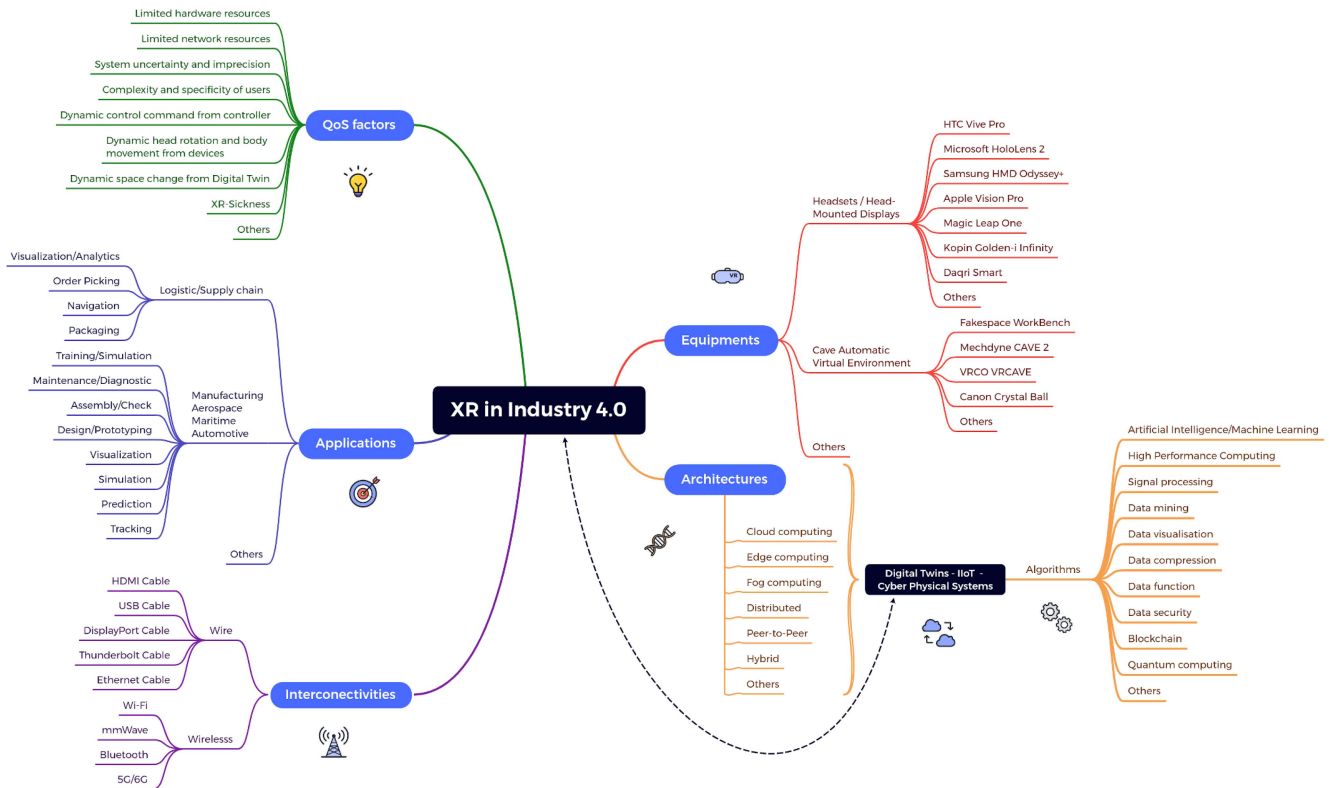 XR in Industry 4.0
QoS factors
Limited hardware resources
Limited network resources
System uncertainty and imprecision
Complexity and specificity of users
Dynamic control command from controller
Dynamic head rotation and body
movement from devices
Dynamic space change from Digital Twin
XR-Sickness
Others
Applications
Logistic/Supply chain
Visualization/Analytics
Order Picking
Navigation
Packaging
Manufacturing
Aerospace
Maritime
Automotive
Training/Simulation
Maintenance/Diagnostic
Assembly/Check
Design/Prototyping
Visualization
Simulation
Prediction
Tracking
Others
Interconectivities
Wire
HDMI Cable
USB Cable
DisplayPort Cable
Thunderbolt Cable
Ethernet Cable
Wirelesss
Wi-Fi
mmWave
Bluetooth
5G/6G
VR
Equipments
Headsets / Head-
Mounted Displays
HTC Vive Pro
Microsoft HoloLens 2
Samsung HMD Odyssey+
Apple Vision Pro
Magic Leap One
Kopin Golden-i Infinity
Daqri Smart
Others
Cave Automatic
Virtual Environment
Fakespace WorkBench
Mechdyne CAVE 2
VRCO VRCAVE
Canon Crystal Ball
Others
Others
Architectures
Cloud computing
Edge computing
Fog computing
Distributed
Peer-to-Peer
Hybrid
Others
Digital Twins - IIoT -
Cyber Physical Systems
Algorithms
Artificial Intelligence/Machine Learning
High Performance Computing
Signal processing
Data mining
Data visualisation
Data compression
Data function
Data security
Blockchain
Quantum computing
Others